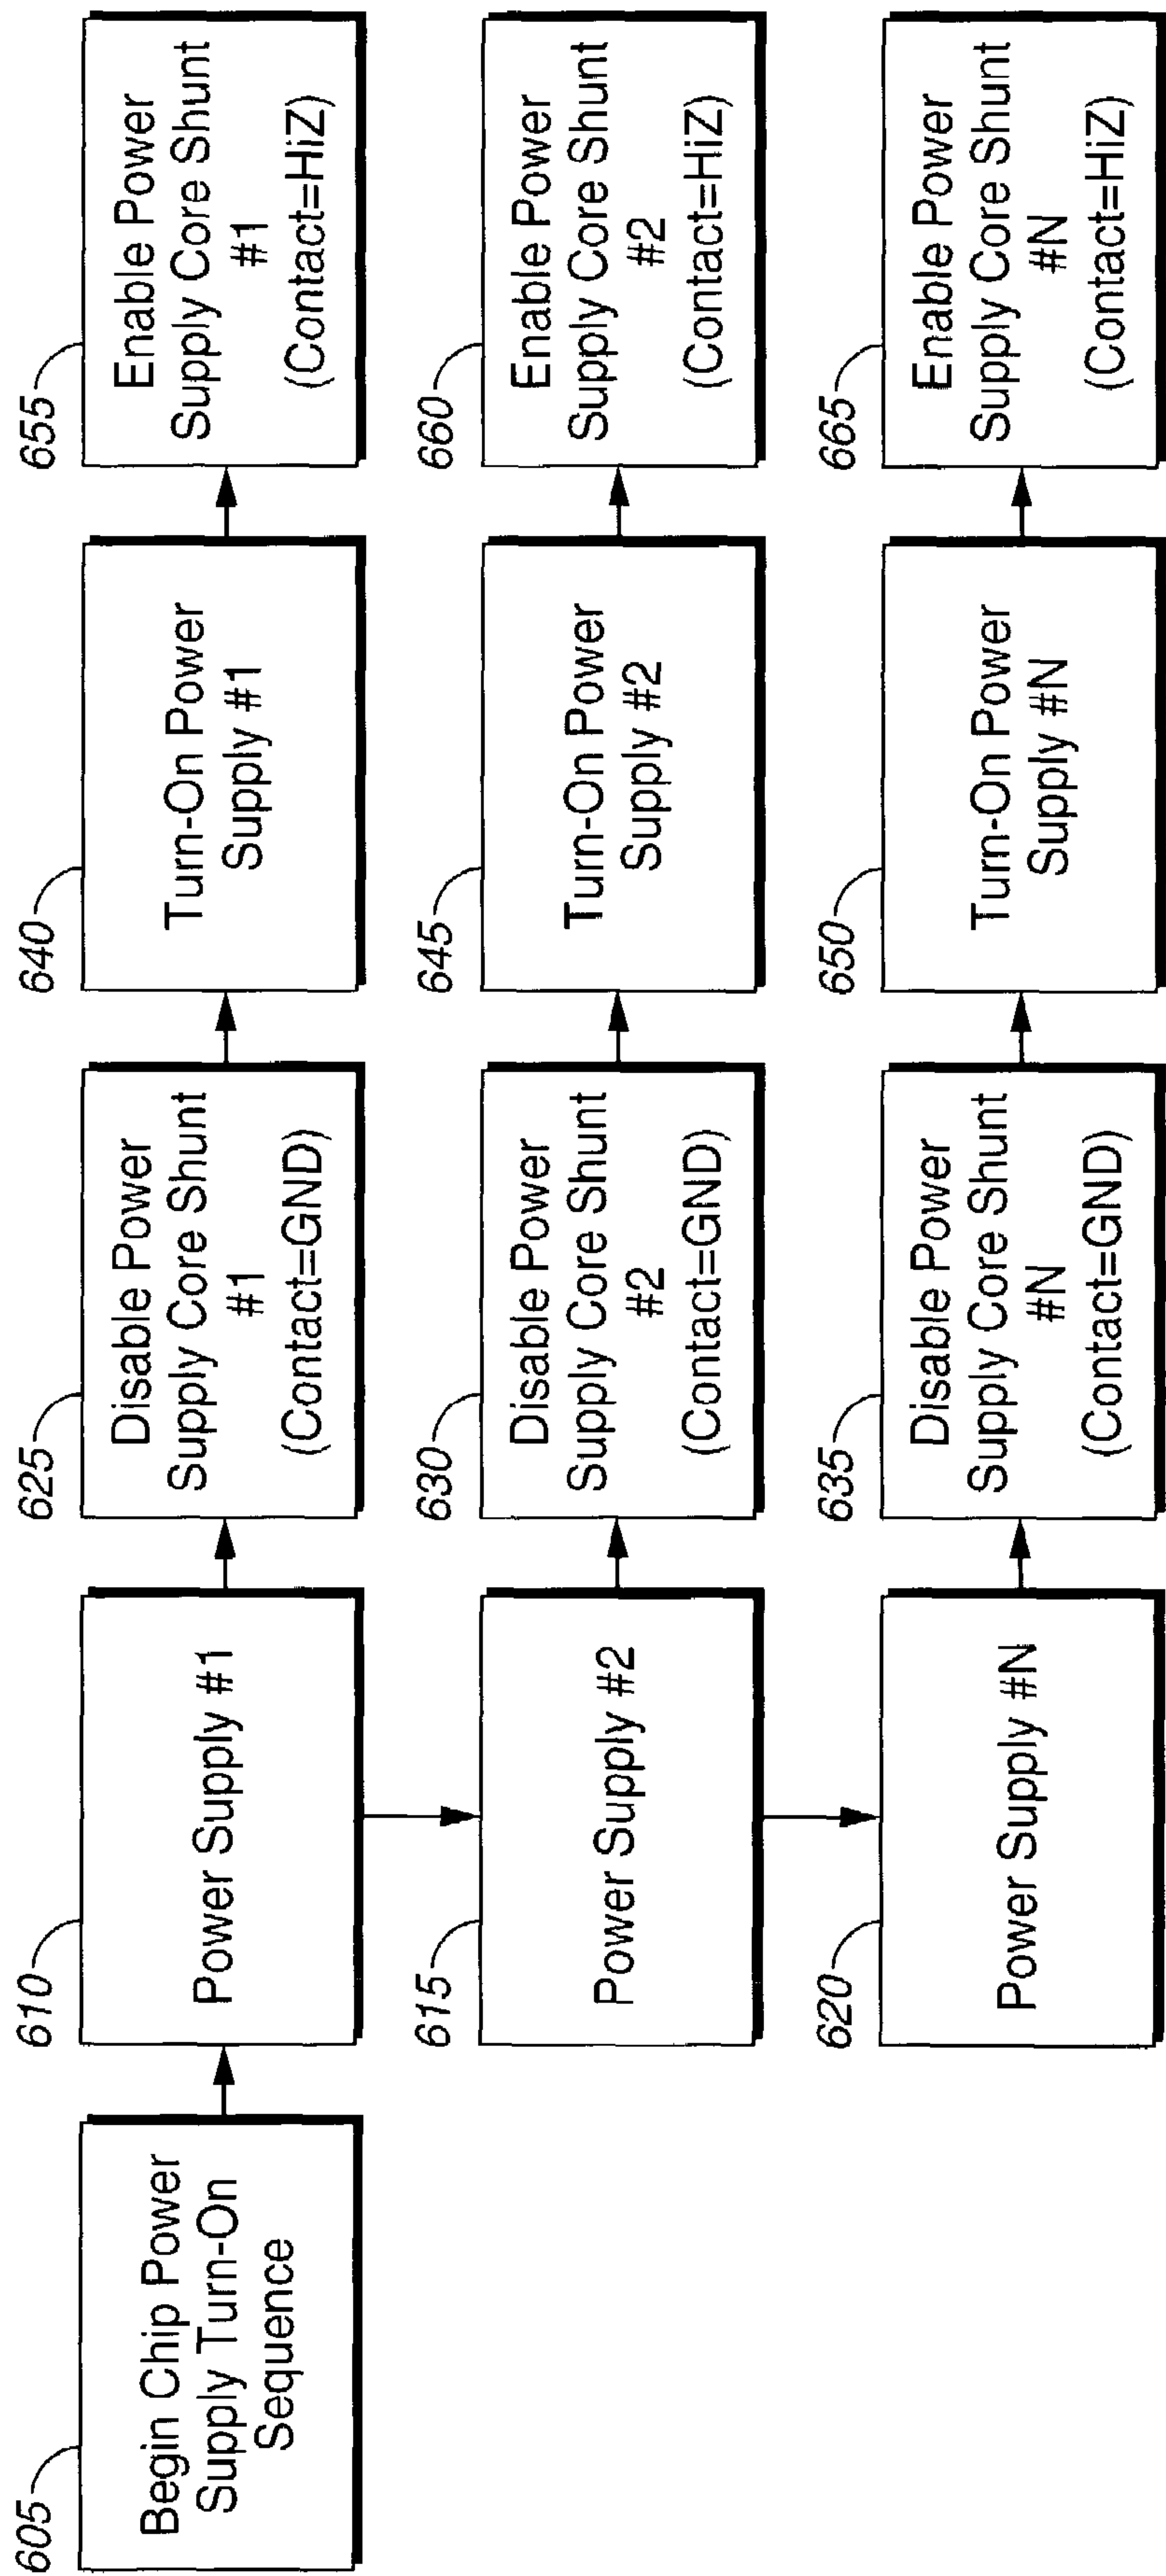 605
Begin Chip Power
Supply Turn-On
Sequence
610
Power Supply #1
625
Disable Power
Supply Core Shunt
#1
(Contact=GND)
640
Turn-On Power
Supply #1
655
Enable Power
Supply Core Shunt
#1
(Contact=HiZ)
615
Power Supply #2
630
Disable Power
Supply Core Shunt
#2
(Contact=GND)
645
Turn-On Power
Supply #2
660
Enable Power
Supply Core Shunt
#2
(Contact=HiZ)
620
Power Supply #N
635
Disable Power
Supply Core Shunt
#N
(Contact=GND)
650
Turn-On Power
Supply #N
665
Enable Power
Supply Core Shunt
#N
(Contact=HiZ)